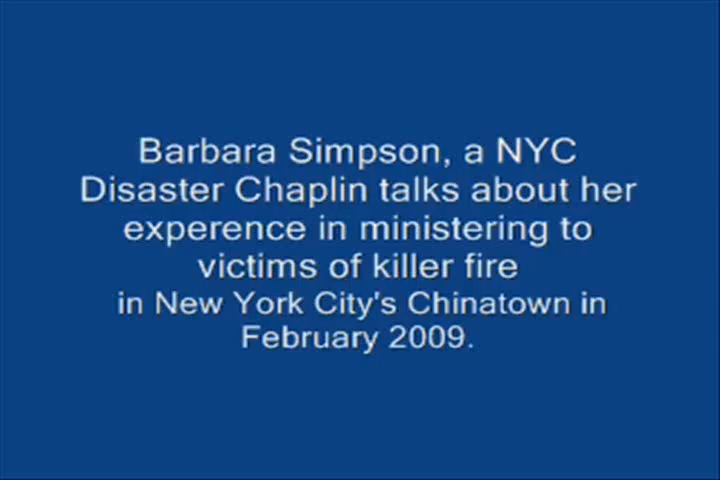 Barbara Simpson, a NYC
Disaster Chaplin talks about her
experence in ministering to
victims of killer fire
in New York City's Chinatown in
February 2009.